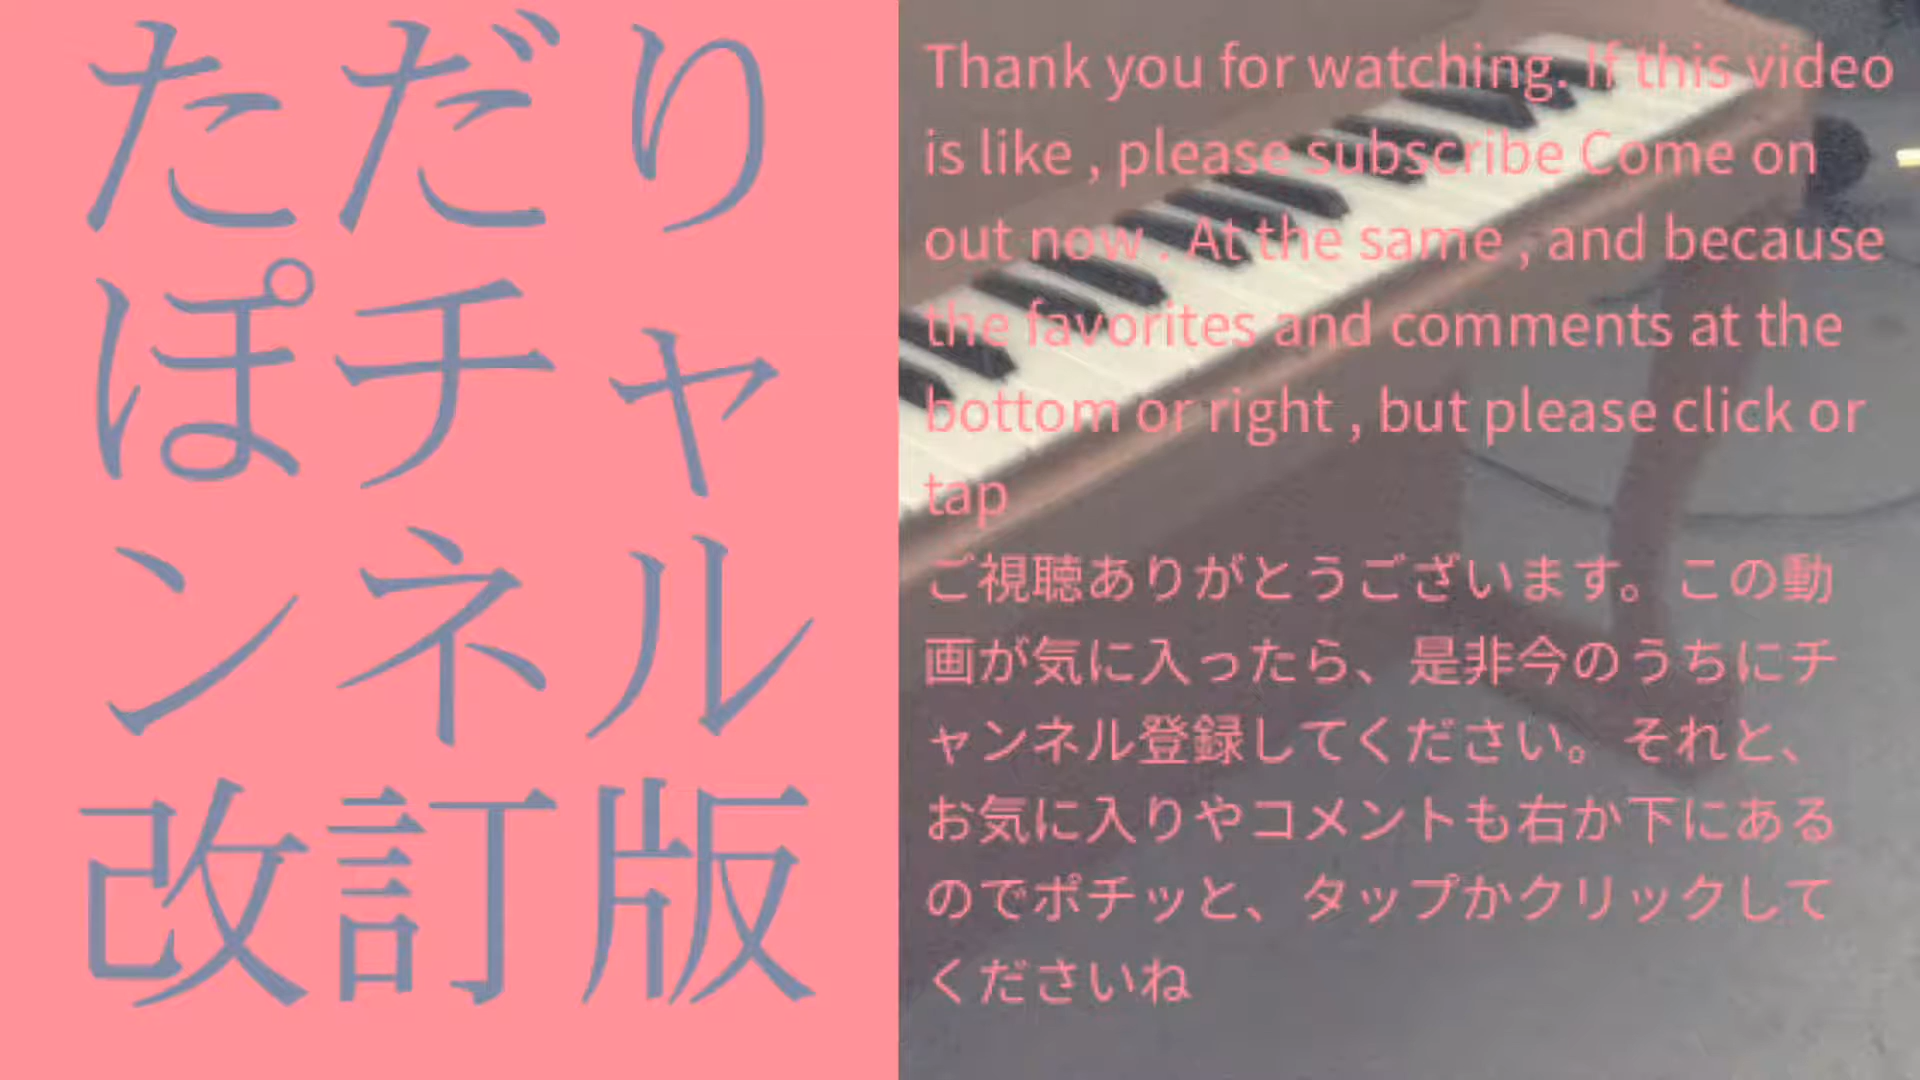 ただり
ぽチャ
ンネル
改訂版
Thank you for watching. If this video
is like , please subscribe Come on
out now . At the same , and because
the favorites and comments at the
bottom or right , but please click or
tap
ご視聴ありがとうございます。この動
画が気に入ったら、是非今のうちにチ
ャンネル登録してください。それと、
お気に入りやコメントも右か下にある
のでポチッと、タップかクリックして
くださいね